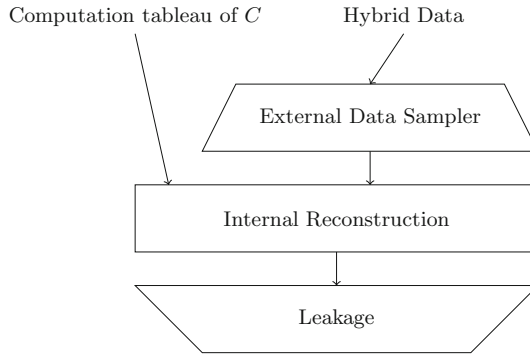 Computation tableau of C
Hybrid Data
External Data Sampler
Internal Reconstruction
Leakage